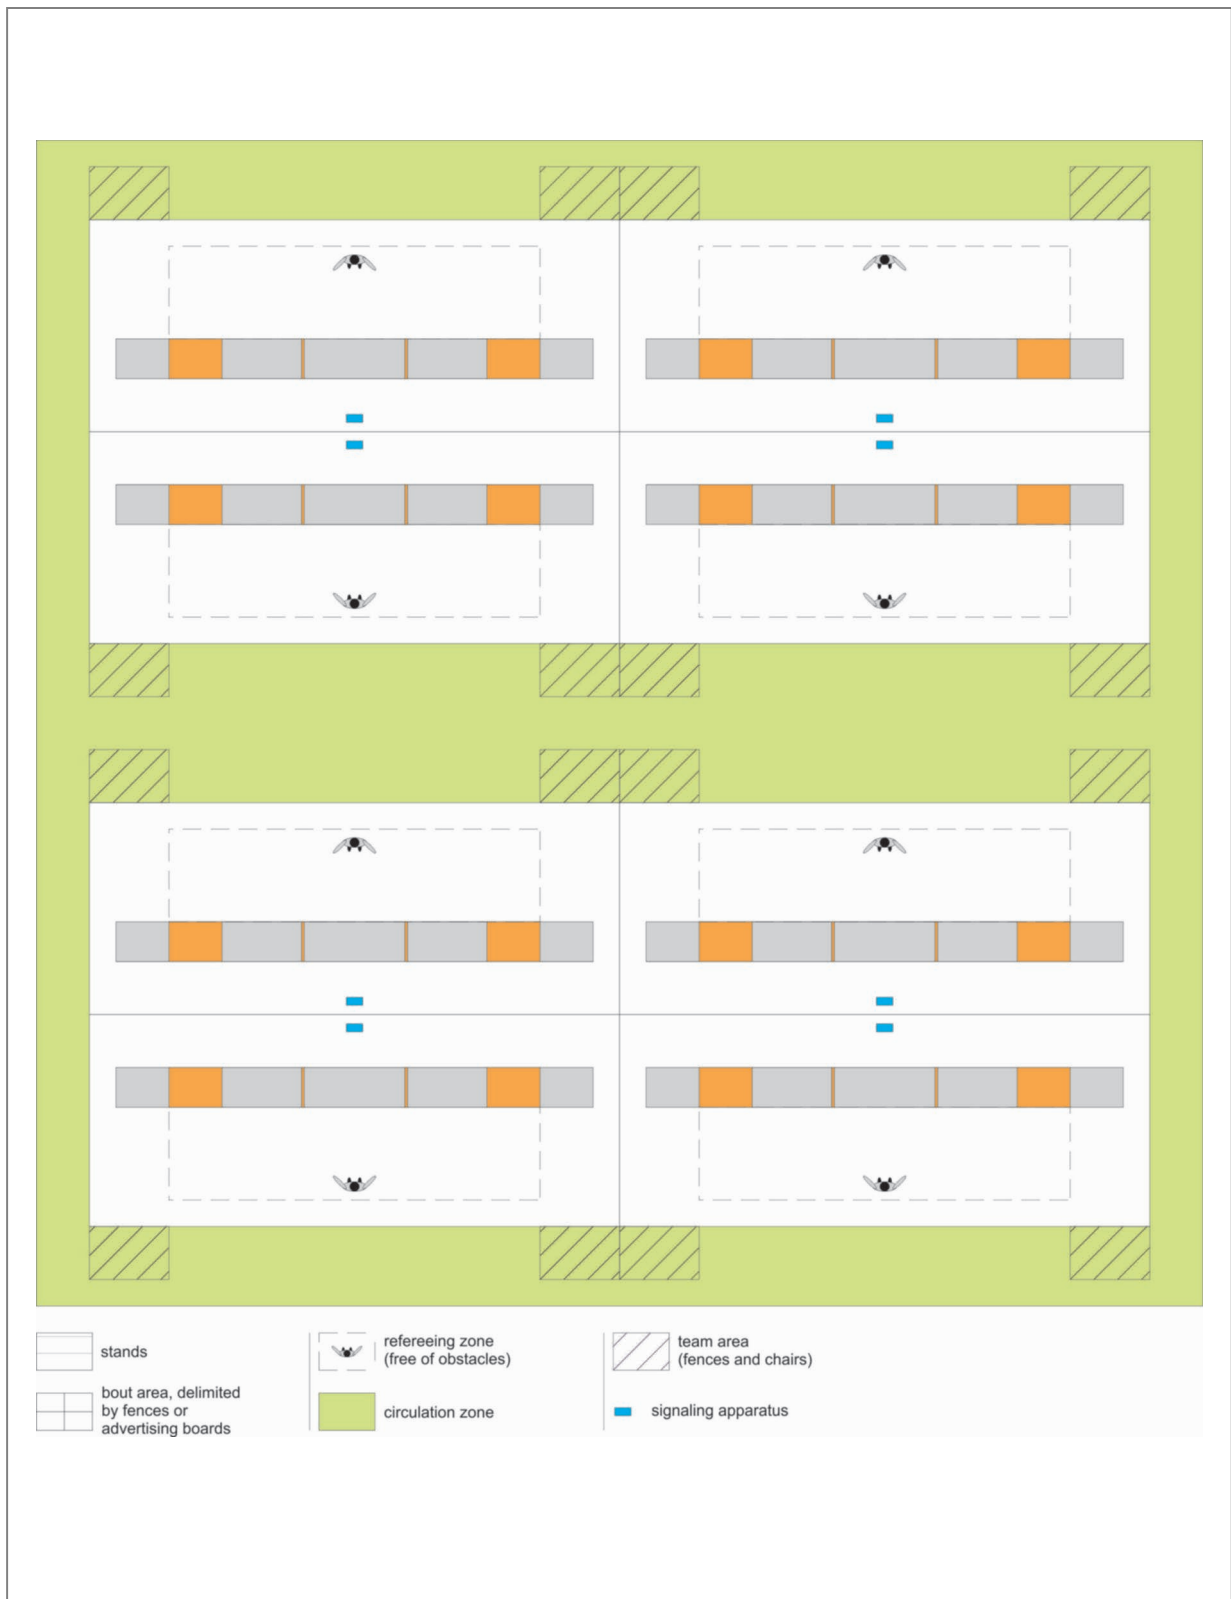 stands
bout area, delimited
by fences or
advertising boards
refereeing zone
(free of obstacles)
circulation zone
team area
(fences and chairs)
signaling apparatus